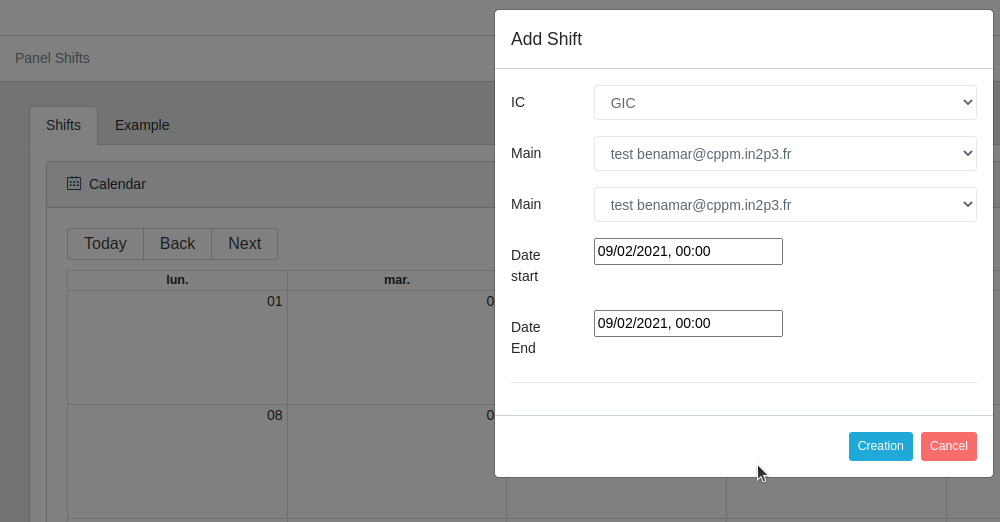 Panel Shifts
Shifts
Example
Calendar
Today
Back
Next
lun.
mar.
01
0
08
0
Add Shift
IC
GIC
Main
test benamar@cppm.in2p3.fr
Main
test benamar@cppm.in2p3.fr
Date
start
09/02/2021, 00:00
Date
End
09/02/2021, 00:00
Creation
Cancel